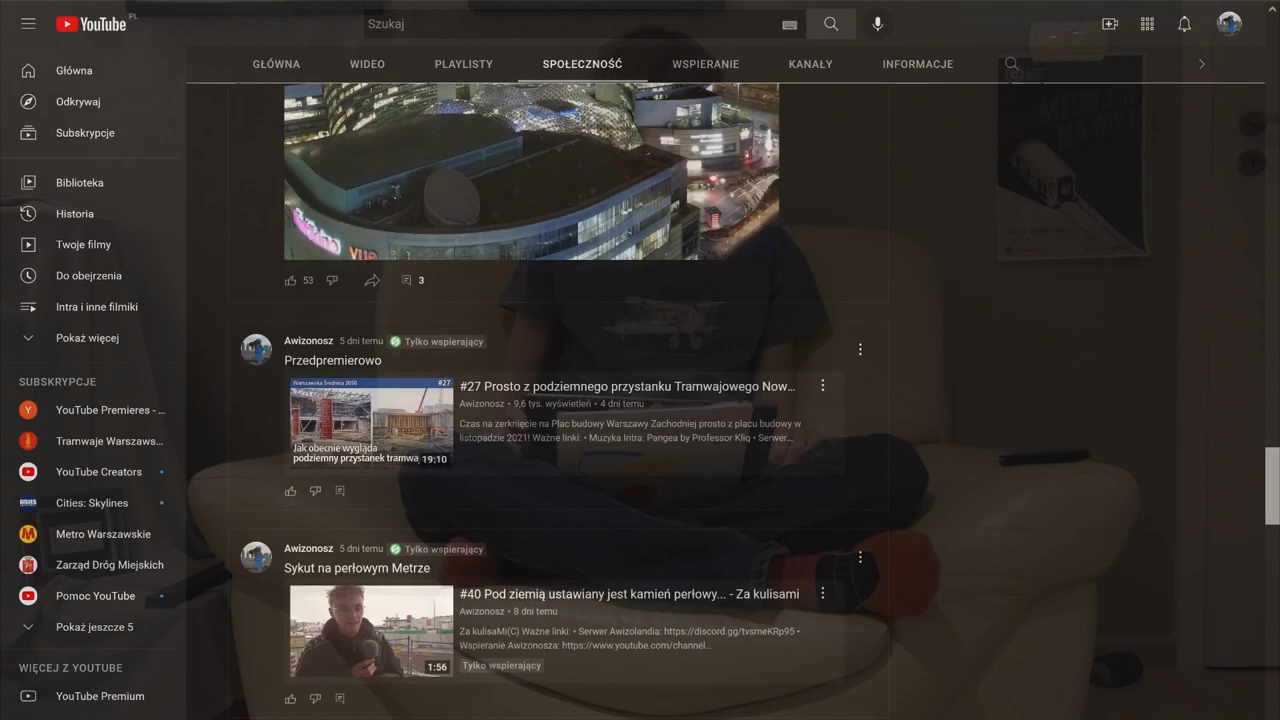 YouTube PL
Szukaj
GŁÓWNA
WIDEO
PLAYLISTY
SPOŁECZNOŚĆ
WSPIERANIE
KANAŁY
INFORMACJE
Główna
Odkrywaj
Subskrypcje
Biblioteka
Historia
Twoje filmy
Do obejrzenia
Intra i inne filmiki
Pokaż więcej
SUBSKRYPCJE
YouTube Premieres - ...
Tramwaje Warszaws...
YouTube Creators
Cities: Skylines
Metro Warszawskie
Zarząd Dróg Miejskich
Pomoc YouTube
Pokaż jeszcze 5
WIĘCEJ Z YOUTUBE
YouTube Premium
vue
53
3
Awizonosz 5 dni temu Tylko wspierający
Przedpremierowo
Warszawska Średnica 2050 #27
Jak obecnie wygląda
podziemny przystanek tramwa
19:10
#27 Prosto z podziemnego przystanku Tramwajowego Now...
Awizonosz • 9,6 tys. wyświetleń • 4 dni temu
Czas na zerknięcie na Plac budowy Warszawy Zachodniej prosto z placu budowy w
listopadzie 2021! Ważne linki: • Muzyka Intra: Pangea by Professor Kliq • Serwer...
Awizonosz 5 dni temu Tylko wspierający
Sykut na perłowym Metrze
1:56
#40 Pod ziemią ustawiany jest kamień perłowy... - Za kulisami
Awizonosz • 8 dni temu
Za kulisaMi(C) Ważne linki: • Serwer Awizolandia: https://discord.gg/tvsmeKRp95 •
Wspieranie Awizonosza: https://www.youtube.com/channel...
Tylko wspierający
METRO
NA WOLĘ